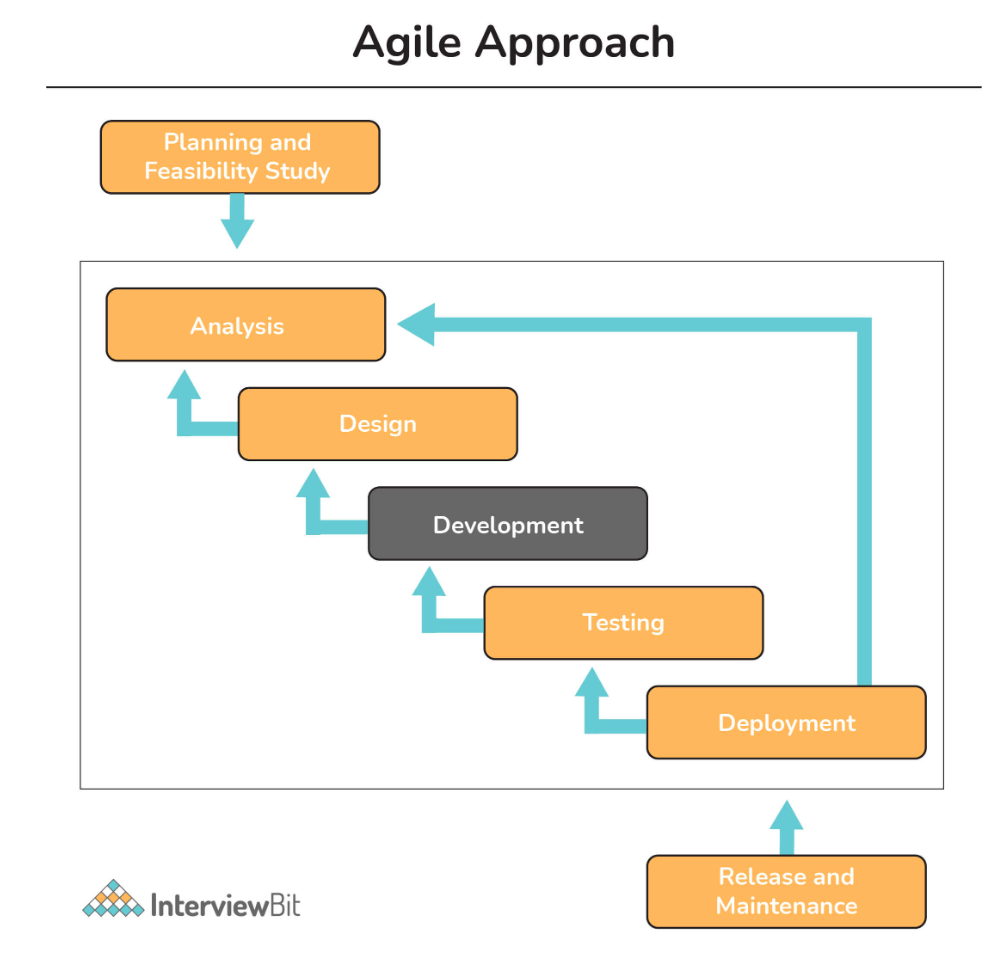 Agile Approach
Planning and
Feasibility Study
Analysis
Design
Development
Testing
Deployment
Release and
Maintenance
InterviewBit